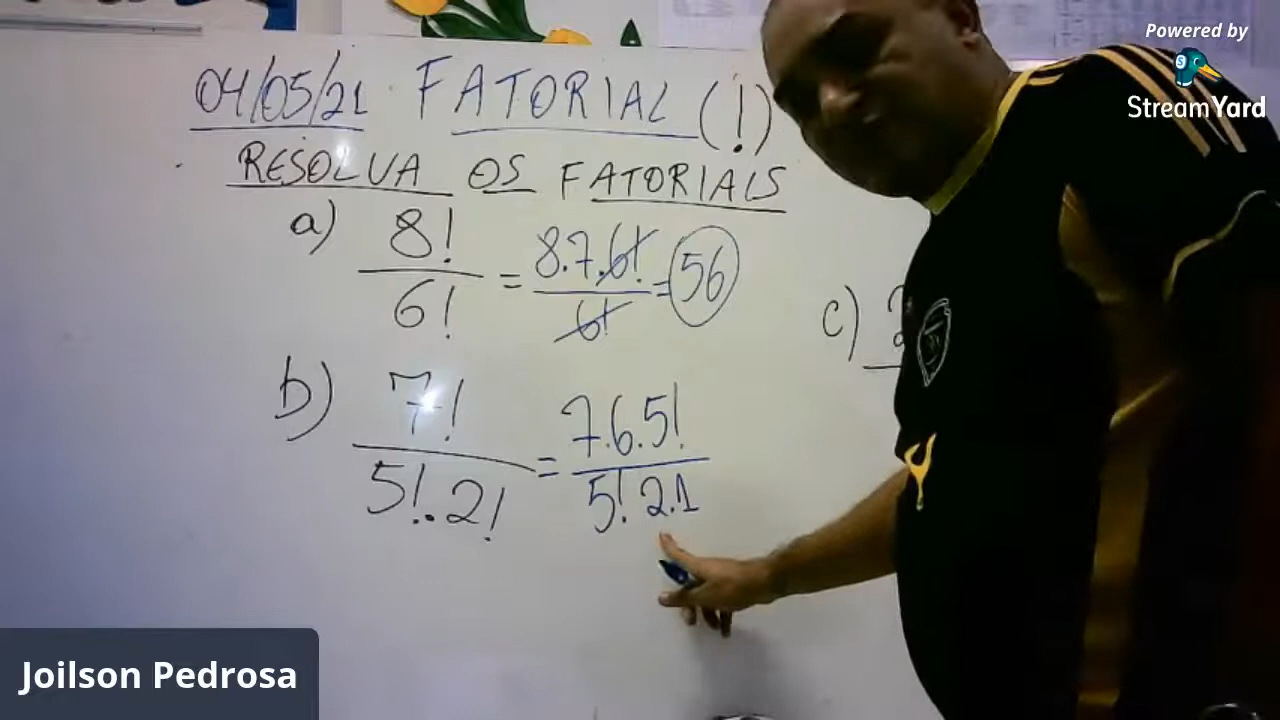 Powered by
StreamYard
04/05/21 FATORIAL (!)
RESOLVA OS FATORIAIS
a) 8!/6! = 8.7.6!/6! = 56
b) 7!/5!.2! = 7.6.5!/5!.2.1
c)
Joilson Pedrosa